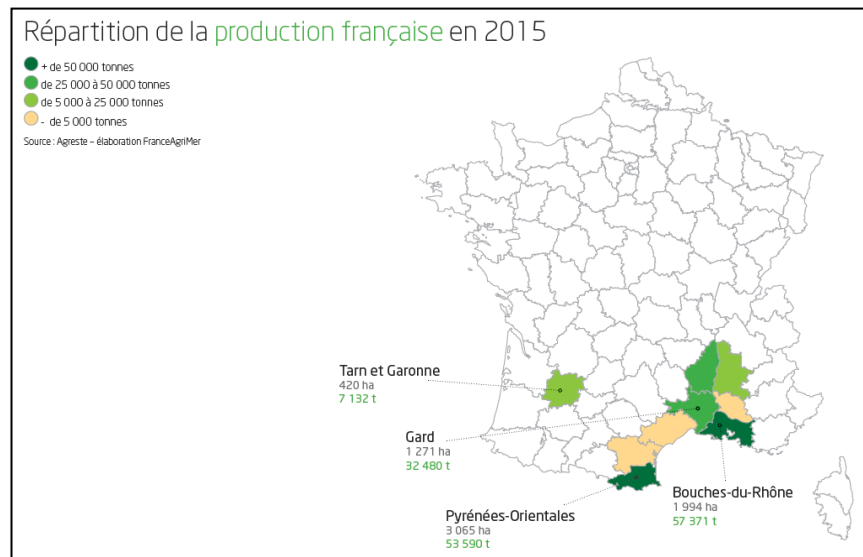 Répartition de la production française en 2015
+ de 50 000 tonnes
de 25 000 à 50 000 tonnes
de 5 000 à 25 000 tonnes
- de 5 000 tonnes
Source : Agreste – élaboration FranceAgriMer
Tarn et Garonne
420 ha
7 132 t
Gard
1 271 ha
32 480 t
Pyrénées-Orientales
3 065 ha
53 590 t
Bouches-du-Rhône
1 994 ha
57 371 t